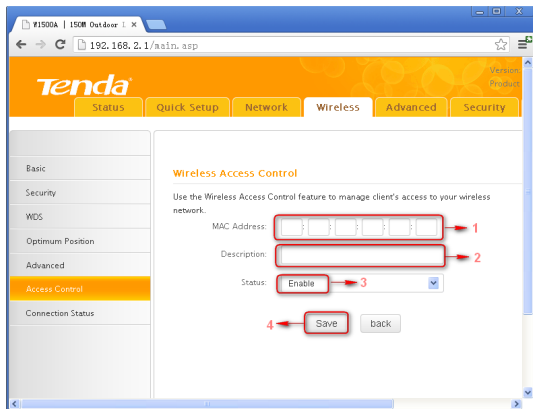 W1500A | 150M Outdoor
192.168.2.1/main.asp
Version
Product
Tenda
Status
Quick Setup
Network
Wireless
Advanced
Security
Basic
Security
WDS
Optimum Position
Advanced
Access Control
Connection Status
Wireless Access Control
Use the Wireless Access Control feature to manage client's access to your wireless
network.
MAC Address: : : : : : 1
Description: 2
Status: Enable 3
4 Save back